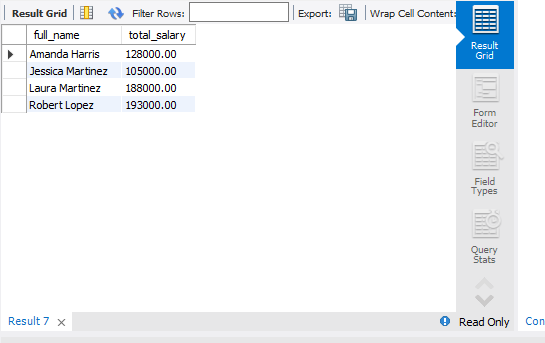 Result Grid Filter Rows: Export: Wrap Cell Content:
full_name total_salary
Amanda Harris 128000.00
Jessica Martinez 105000.00
Laura Martinez 188000.00
Robert Lopez 193000.00
Result
Grid
Form
Editor
Field
Types
Query
Stats
Result 7 Read Only Con